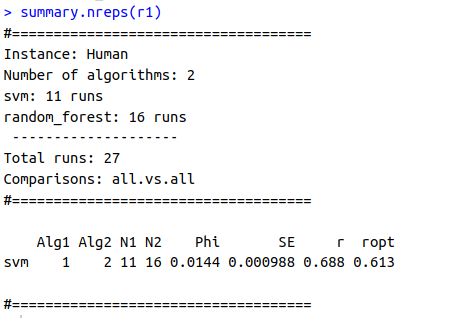 > summary.nreps(r1)
#====================================
Instance: Human
Number of algorithms: 2
svm: 11 runs
random_forest: 16 runs
 --------------------
Total runs: 27
Comparisons: all.vs.all
#====================================
    Alg1 Alg2 N1 N2    Phi       SE     r  ropt
svm    1    2 11 16 0.0144 0.000988 0.688 0.613
#====================================